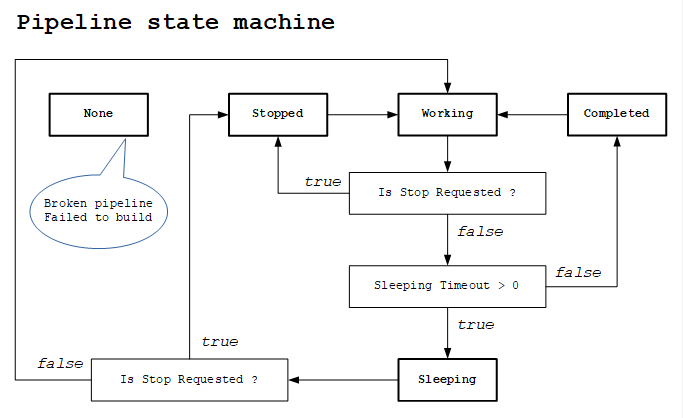 Pipeline state machine
None
Stopped
Working
Completed
true
Is Stop Requested ?
Broken pipeline
Failed to build
false
false
Sleeping Timeout > 0
true
true
false
Is Stop Requested ?
Sleeping